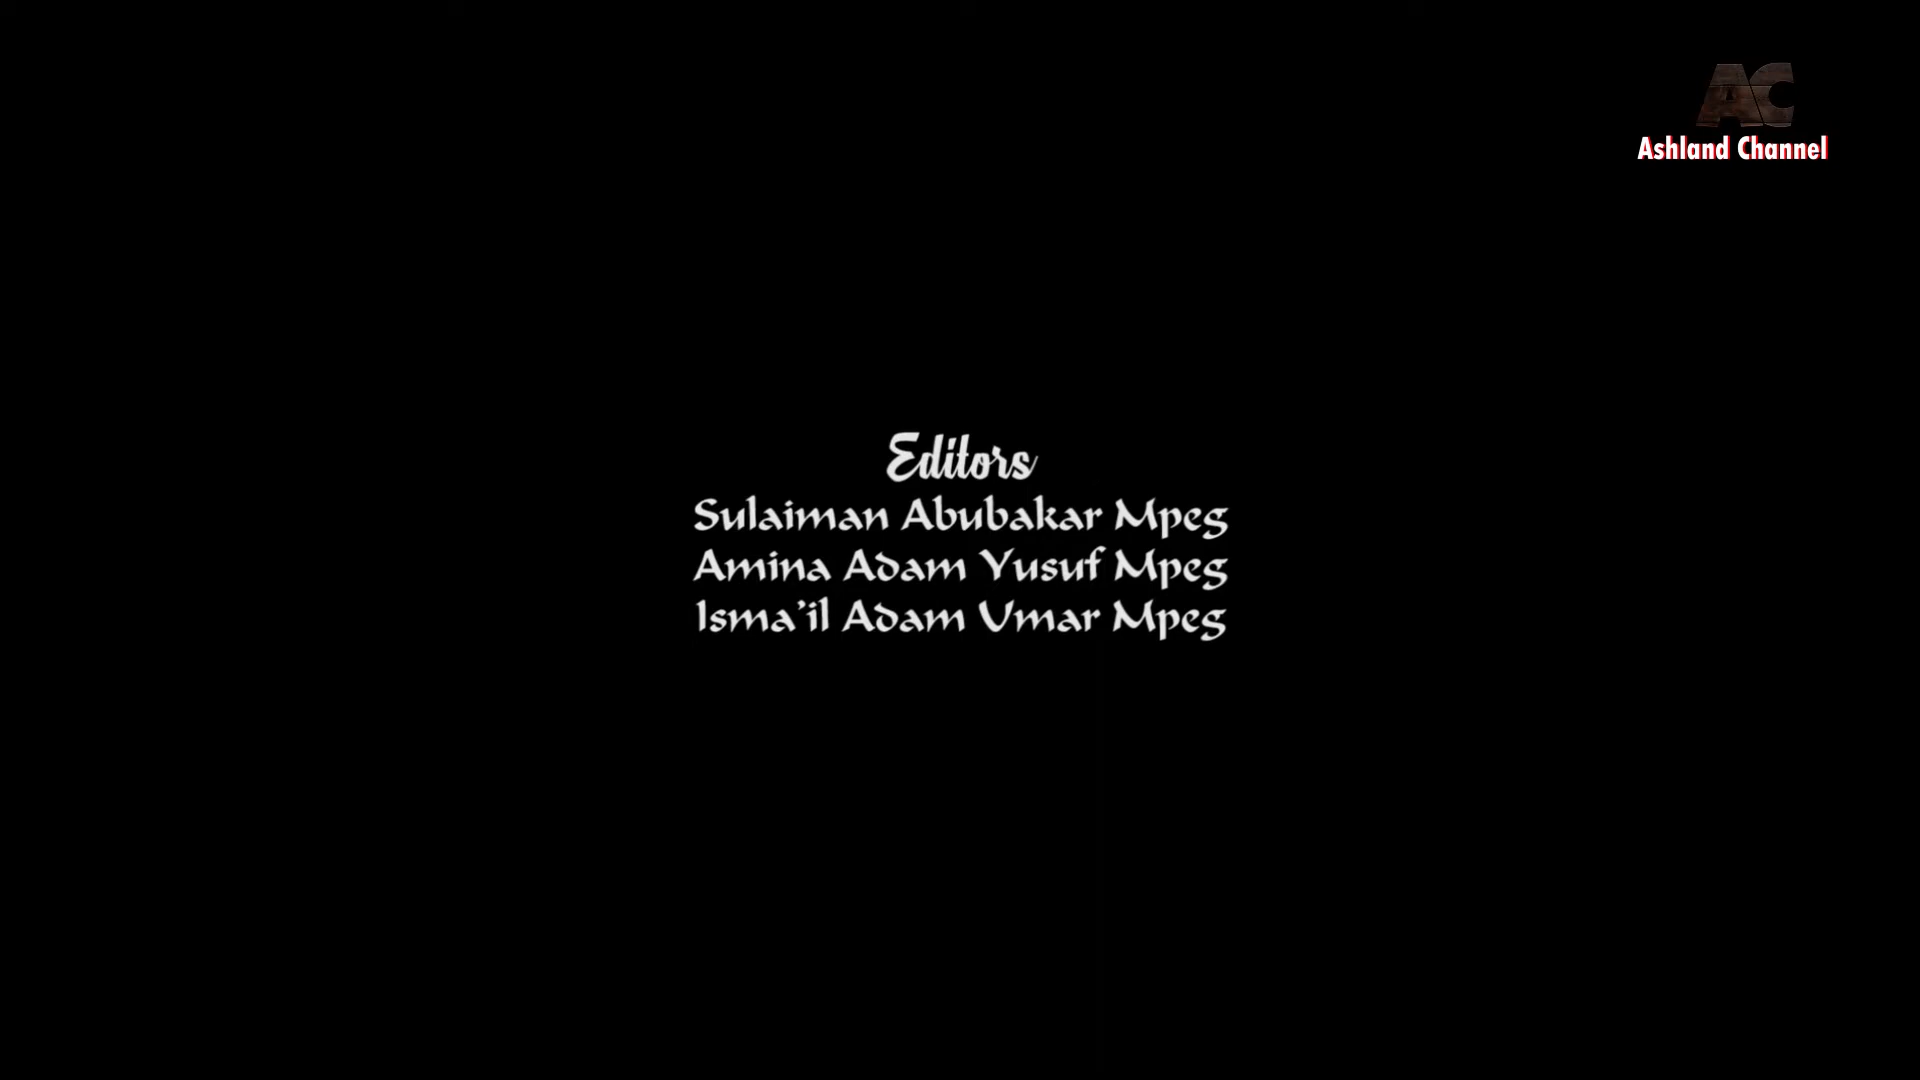 AC
Ashland Channel
Editors
Sulaiman Abubakar Mpeg
Amina Adam Yusuf Mpeg
Isma'il Adam Umar Mpeg